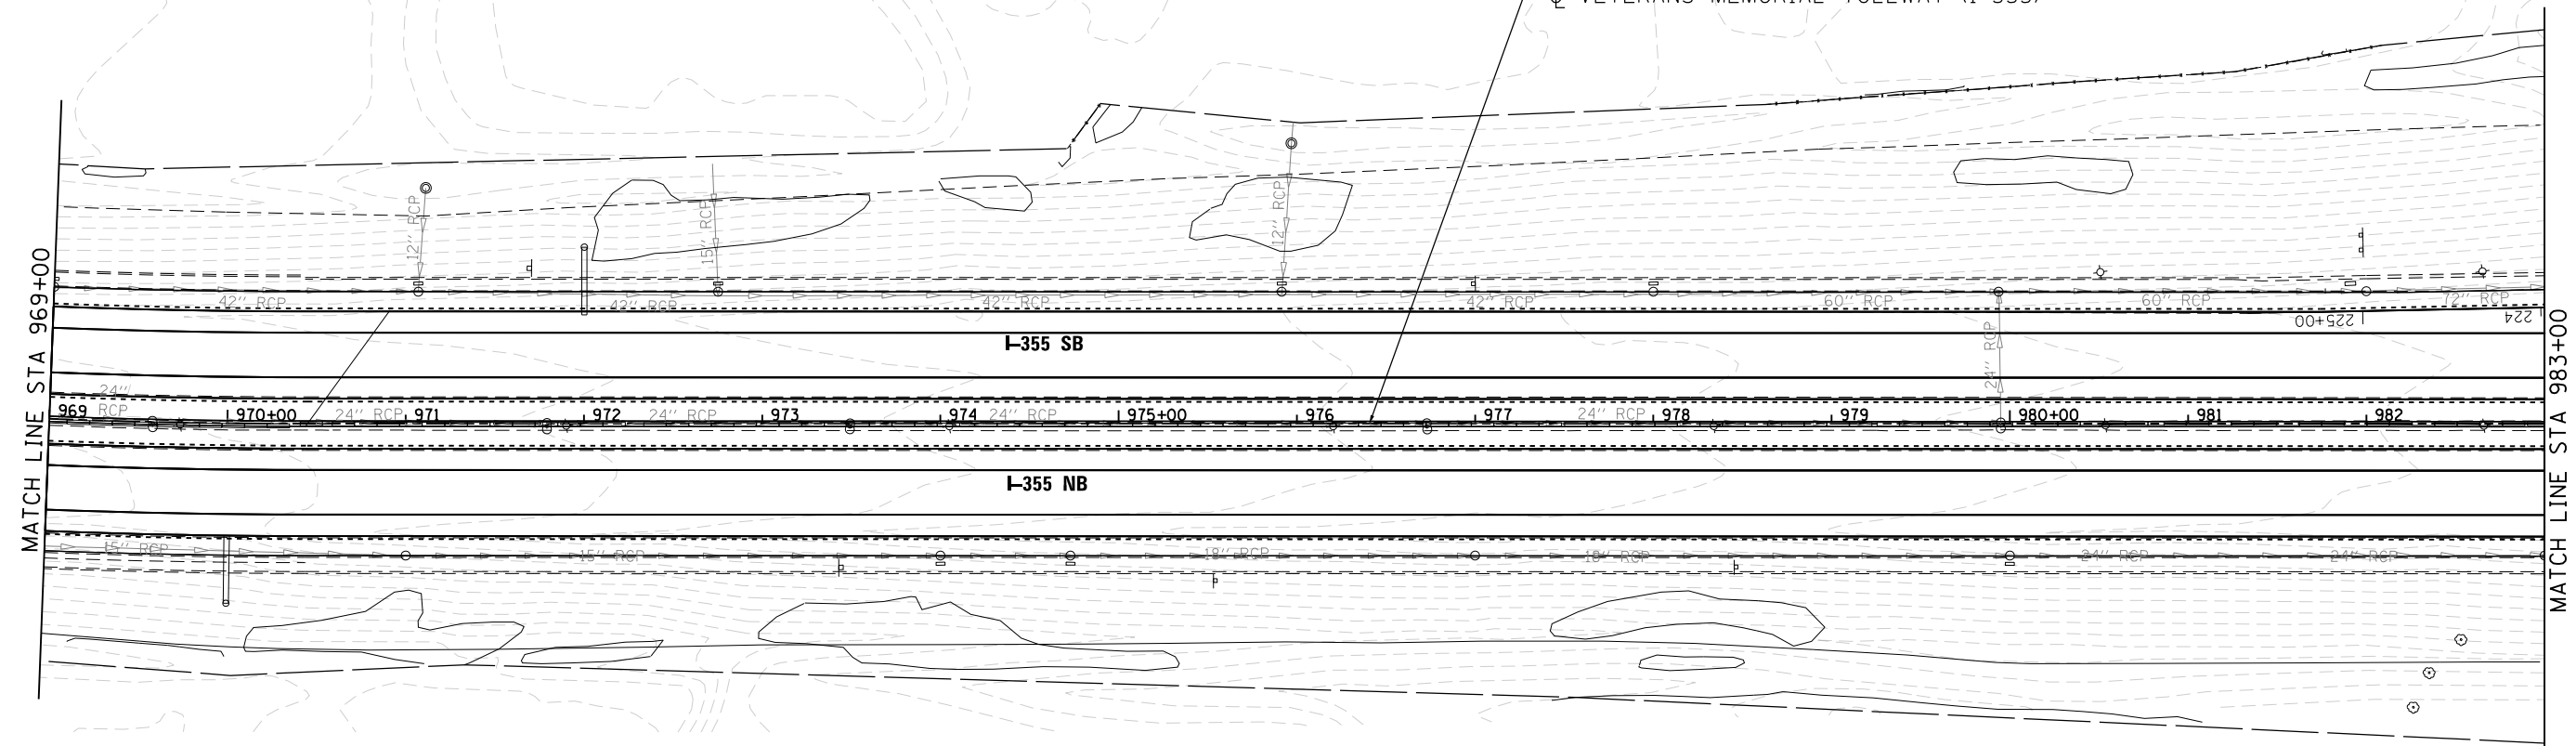 ℄ VETERANS MEMORIAL TOLLWAY (I-355)
MATCH LINE STA 969+00
12'' RCP
15'' RCP
12'' RCP
42'' RCP
42'' RCP
42'' RCP
42'' RCP
60'' RCP
60'' RCP
72'' RCP
225+00
224
I-355 SB
24'' RCP
24'' RCP
24'' RCP
24'' RCP
24'' RCP
24'' RCP
969
970+00
971
972
973
974
975+00
976
977
978
979
980+00
981
982
I-355 NB
15'' RCP
15'' RCP
18'' RCP
18'' RCP
24'' RCP
24'' RCP
MATCH LINE STA 983+00